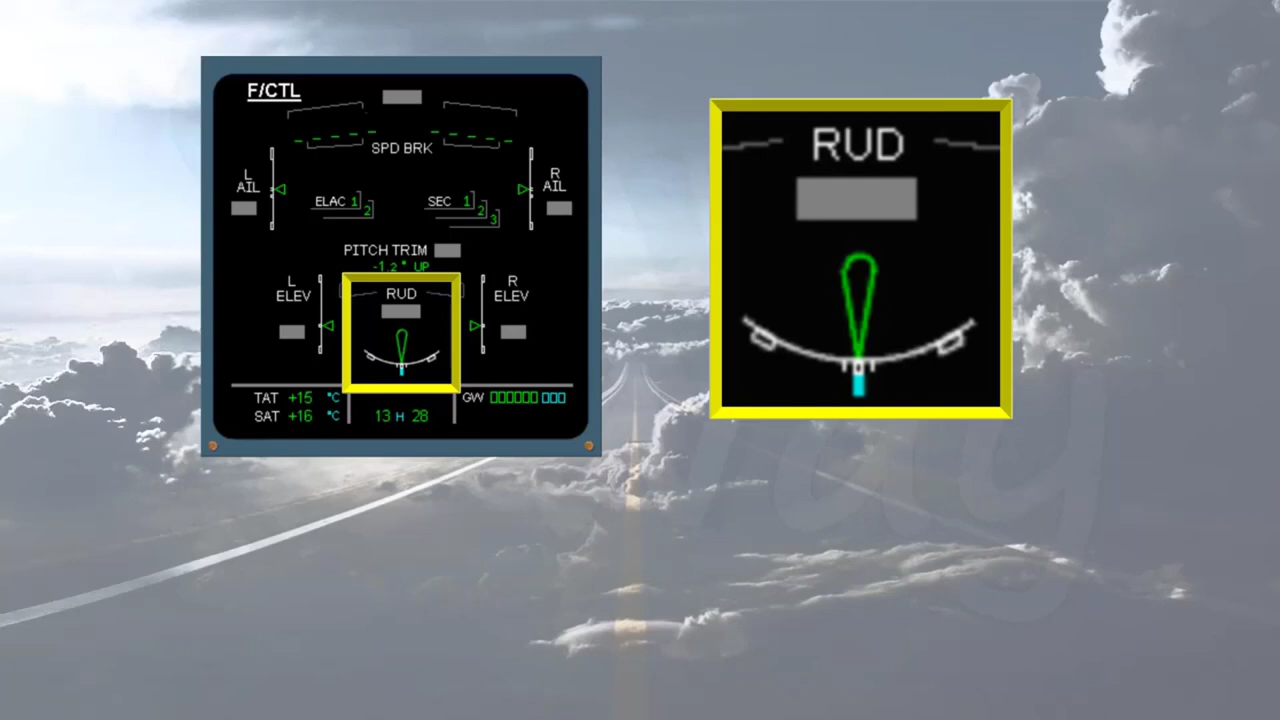 F/CTL
SPD BRK
L
AIL
R
AIL
ELAC 1
2
SEC 1
2
3
PITCH TRIM
-1.2° UP
L
ELEV
RUD
R
ELEV
TAT +15 °C
GW
SAT +16 °C
13 H 28
RUD